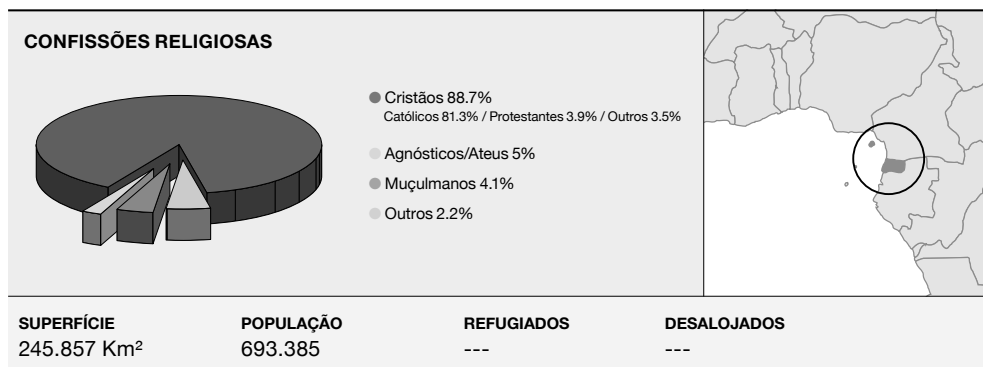 CONFISSÕES RELIGIOSAS
Cristãos 88.7%
Católicos 81.3% / Protestantes 3.9% / Outros 3.5%
Agnósticos/Ateus 5%
Muçulmanos 4.1%
Outros 2.2%
SUPERFÍCIE POPULAÇÃO REFUGIADOS DESALOJADOS
245.857 Km² 693.385 --- ---